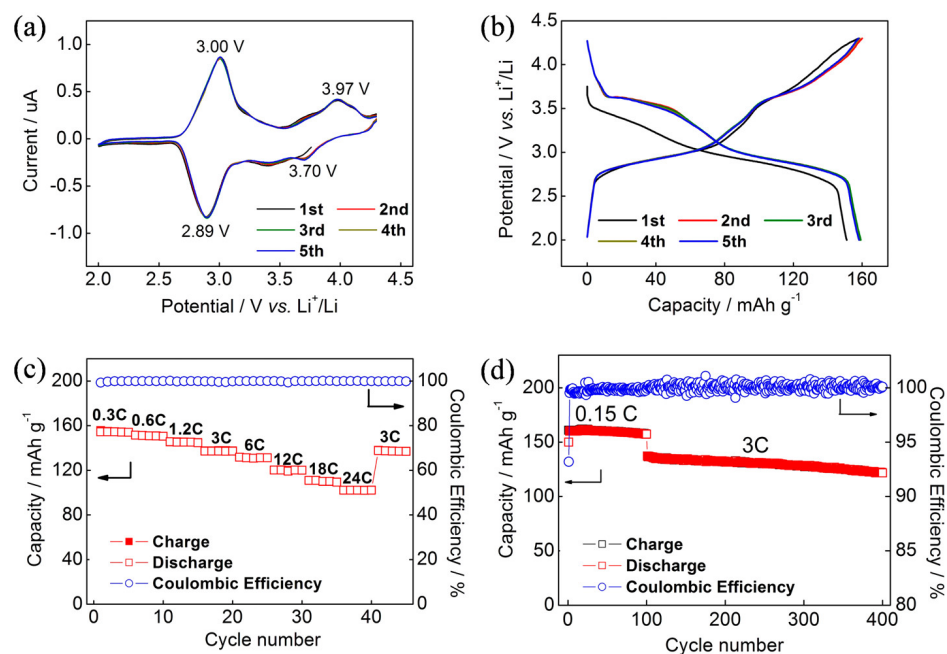 (a)
1.0
0.5
0.0
-0.5
-1.0
Current / uA
3.00 V
3.97 V
3.70 V
2.89 V
1st 2nd
3rd 4th
5th
2.0 2.5 3.0 3.5 4.0 4.5
Potential / V vs. Li⁺/Li
(b)
4.5
4.0
3.5
3.0
2.5
2.0
Potential / V vs. Li⁺/Li
1st 2nd 3rd
4th 5th
0 40 80 120 160
Capacity / mAh g⁻¹
(c)
200
160
120
80
40
0
Capacity / mAh g⁻¹
0.3C 0.6C 1.2C 3C 6C 12C 18C 24C 3C
Charge
Discharge
Coulombic Efficiency
100
80
60
40
20
0
Coulombic Efficiency / %
0 10 20 30 40
Cycle number
(d)
200
150
100
50
0
Capacity / mAh g⁻¹
0.15 C
3C
Charge
Discharge
Coulombic Efficiency
100
95
90
85
80
Coulombic Efficiency / %
0 100 200 300 400
Cycle number